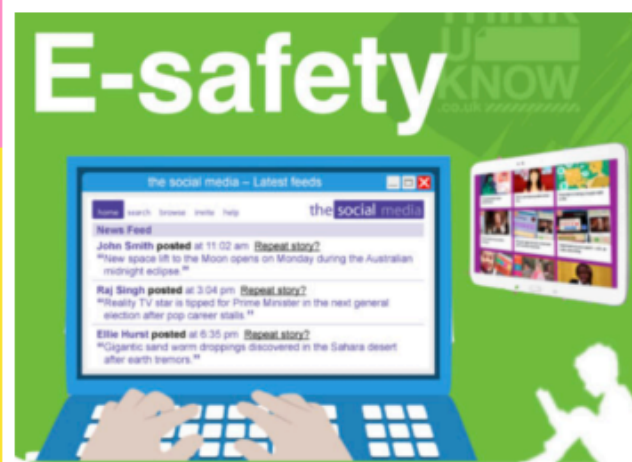 THINK
U
KNOW
.co.uk
E-safety
the social media – Latest feeds
home search browse invite help
the social media
News Feed
John Smith posted at 11:02 am Repeat story?
"New space lift to the Moon opens on Monday during the Australian
midnight eclipse."
Raj Singh posted at 3:04 pm Repeat story?
"Reality TV star is tipped for Prime Minister in the next general
election after pop career stalls."
Ellie Hurst posted at 6:35 pm Repeat story?
"Gigantic sand worm droppings discovered in the Sahara desert
after earth tremors."